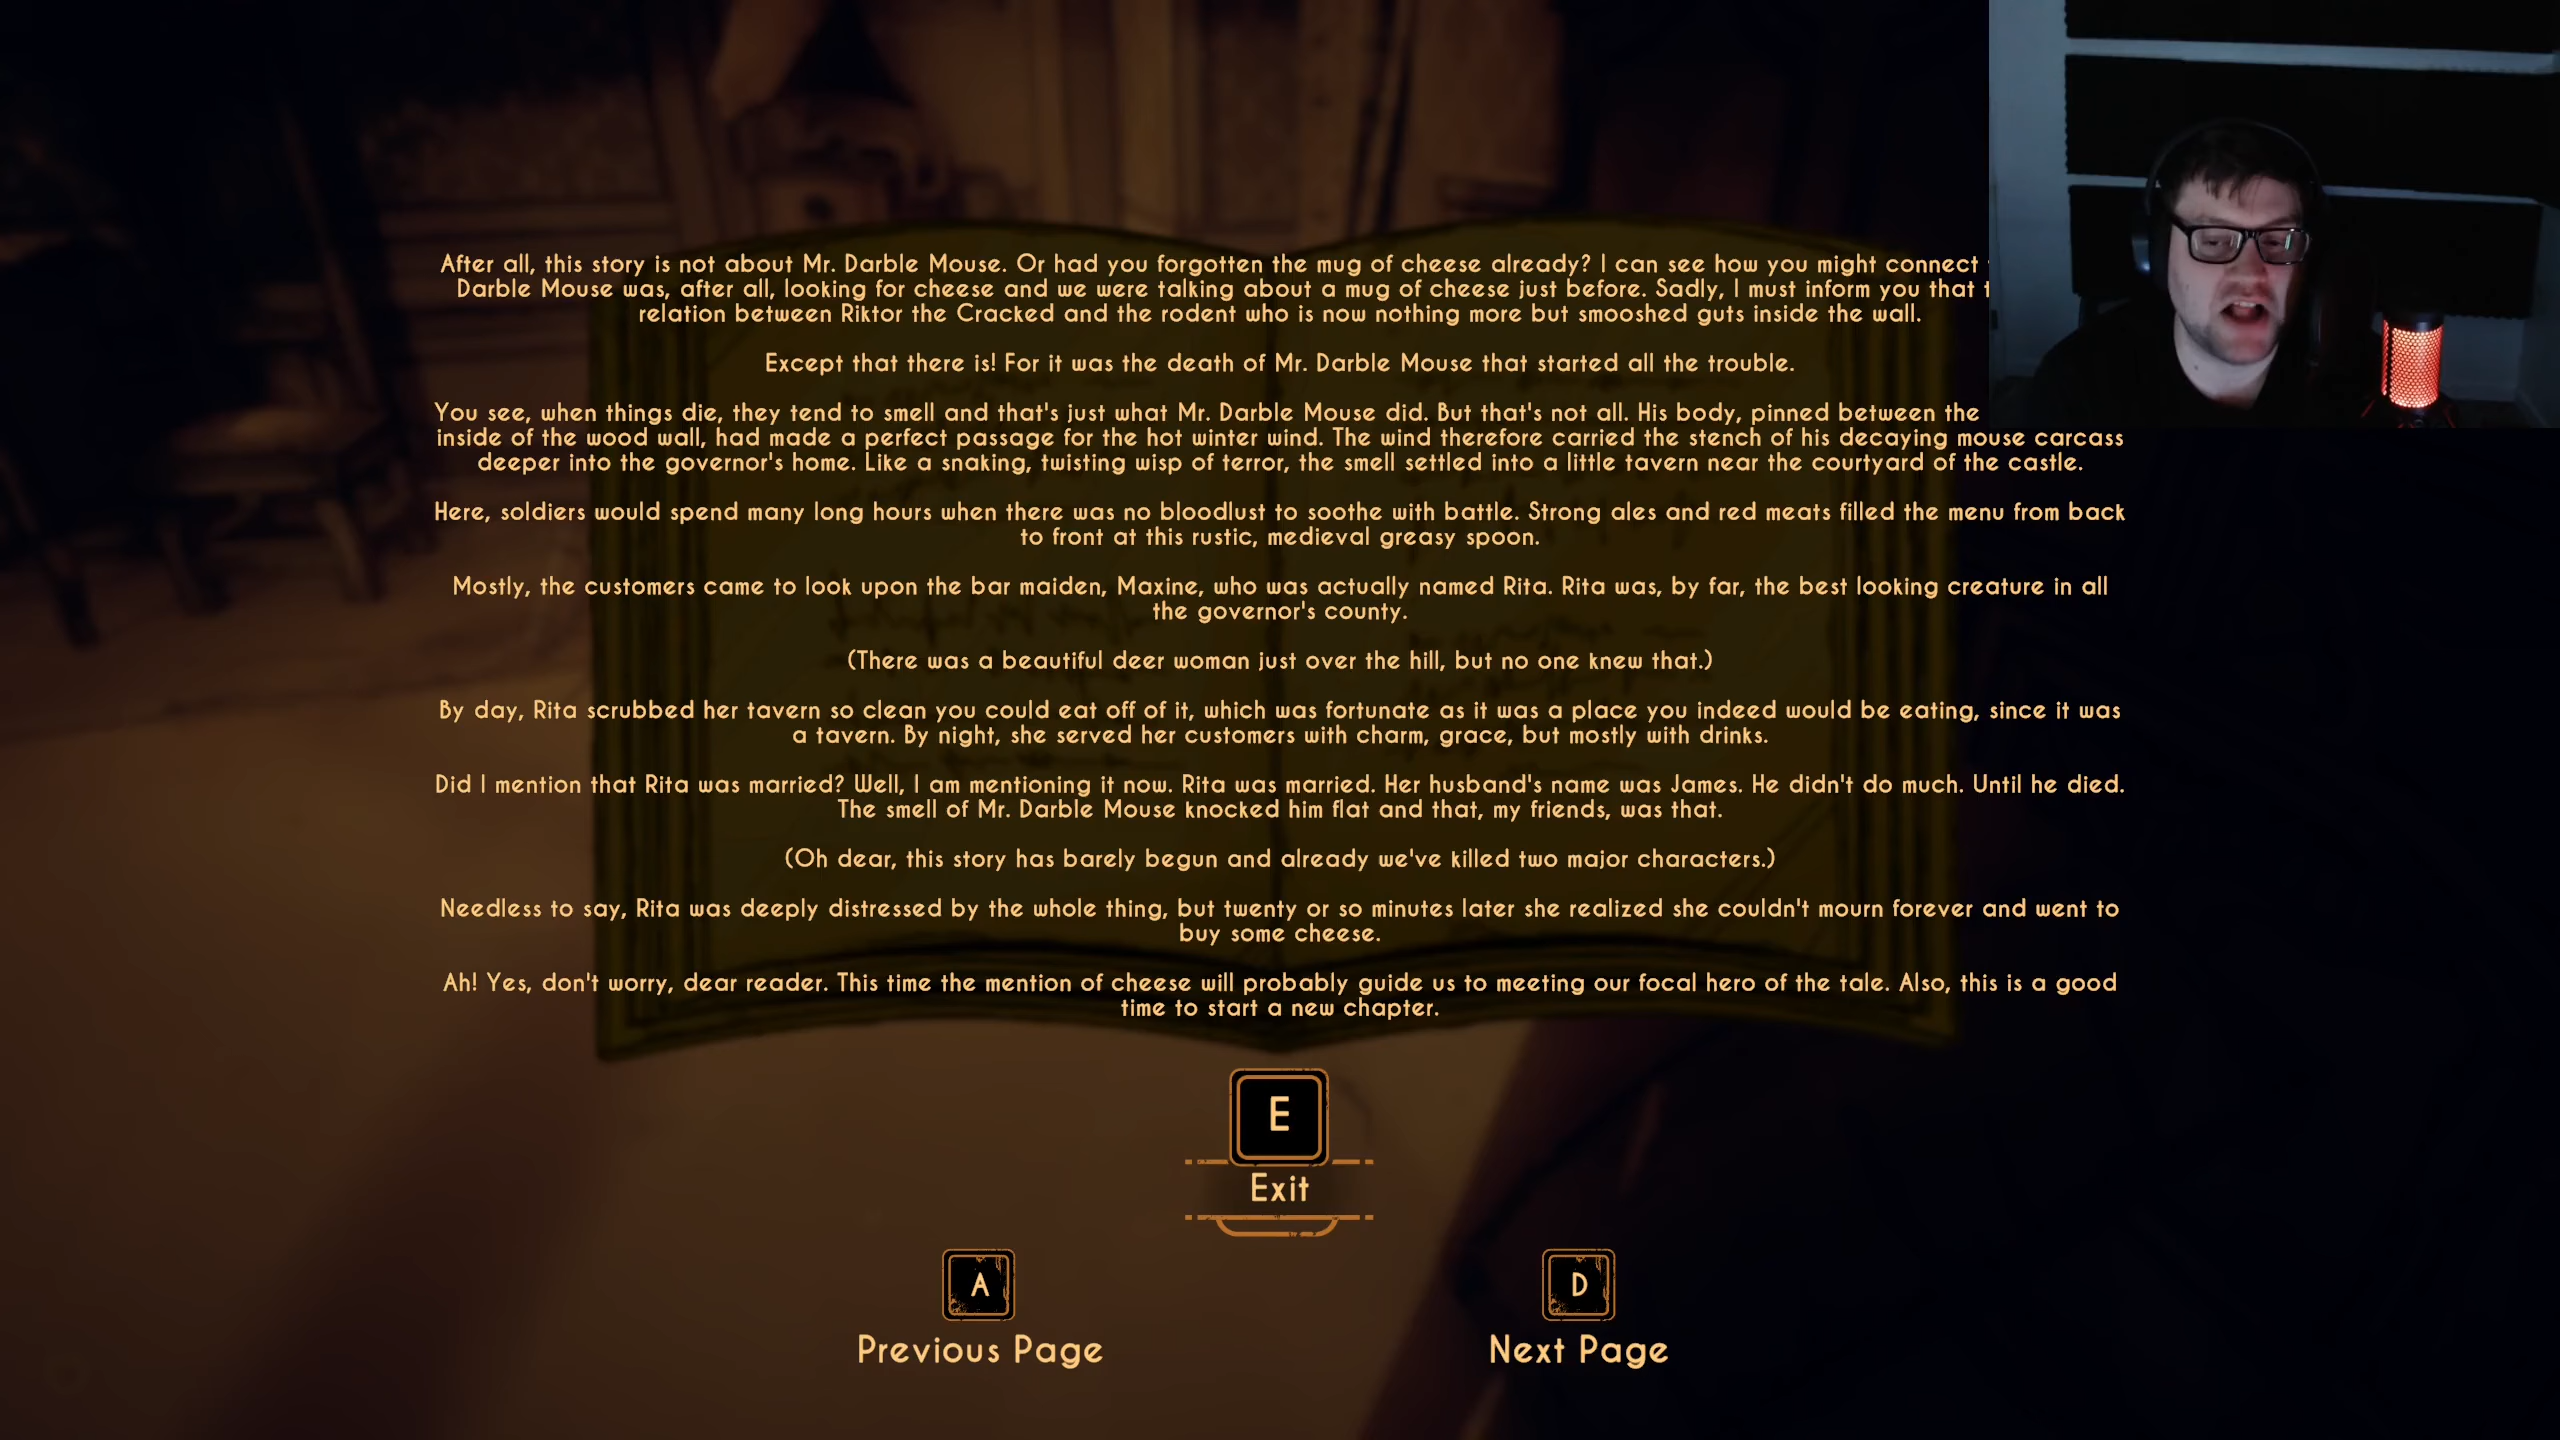 After all, this story is not about Mr. Darble Mouse. Or had you forgotten the mug of cheese already? I can see how you might connect
Darble Mouse was, after all, looking for cheese and we were talking about a mug of cheese just before. Sadly, I must inform you that
relation between Riktor the Cracked and the rodent who is now nothing more but smooshed guts inside the wall.
Except that there is! For it was the death of Mr. Darble Mouse that started all the trouble.
You see, when things die, they tend to smell and that's just what Mr. Darble Mouse did. But that's not all. His body, pinned between the
inside of the wood wall, had made a perfect passage for the hot winter wind. The wind therefore carried the stench of his decaying mouse carcass
deeper into the governor's home. Like a snaking, twisting wisp of terror, the smell settled into a little tavern near the courtyard of the castle.
Here, soldiers would spend many long hours when there was no bloodlust to soothe with battle. Strong ales and red meats filled the menu from back
to front at this rustic, medieval greasy spoon.
Mostly, the customers came to look upon the bar maiden, Maxine, who was actually named Rita. Rita was, by far, the best looking creature in all
the governor's county.
(There was a beautiful deer woman just over the hill, but no one knew that.)
By day, Rita scrubbed her tavern so clean you could eat off of it, which was fortunate as it was a place you indeed would be eating, since it was
a tavern. By night, she served her customers with charm, grace, but mostly with drinks.
Did I mention that Rita was married? Well, I am mentioning it now. Rita was married. Her husband's name was James. He didn't do much. Until he died.
The smell of Mr. Darble Mouse knocked him flat and that, my friends, was that.
(Oh dear, this story has barely begun and already we've killed two major characters.)
Needless to say, Rita was deeply distressed by the whole thing, but twenty or so minutes later she realized she couldn't mourn forever and went to
buy some cheese.
Ah! Yes, don't worry, dear reader. This time the mention of cheese will probably guide us to meeting our focal hero of the tale. Also, this is a good
time to start a new chapter.
E
Exit
A
D
Previous Page
Next Page